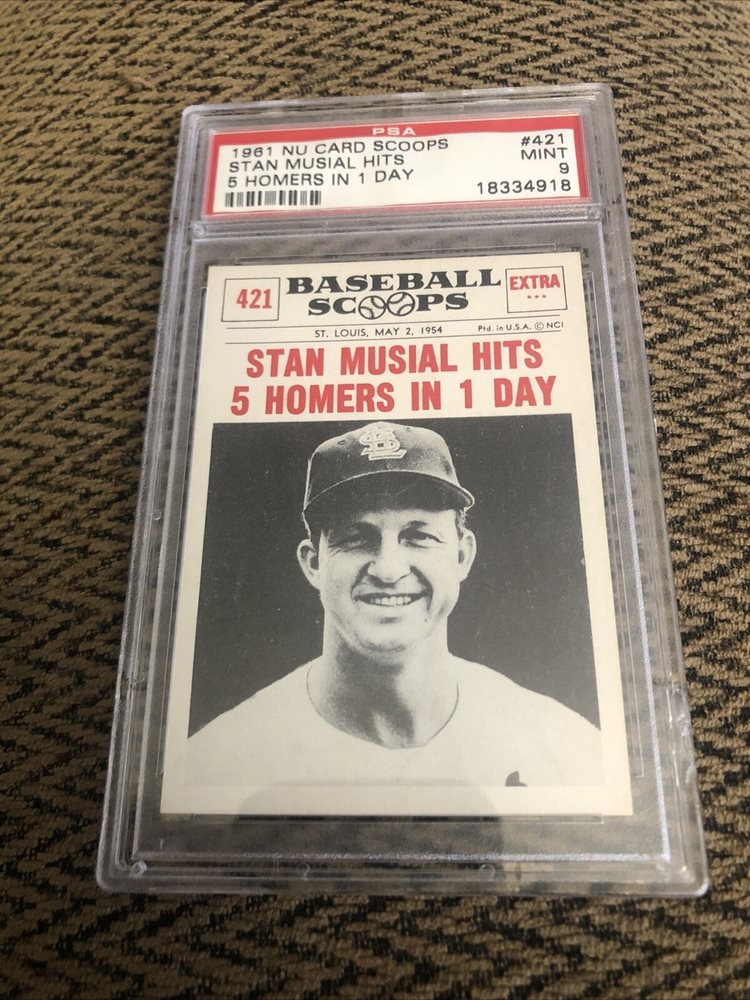 PSA
1961 NU CARD SCOOPS #421
STAN MUSIAL HITS MINT
5 HOMERS IN 1 DAY 9
18334918
421 BASEBALL EXTRA
SCOOPS ...
ST. LOUIS, MAY 2, 1954 Ptd. in U.S.A. © NCI
STAN MUSIAL HITS
5 HOMERS IN 1 DAY
STL